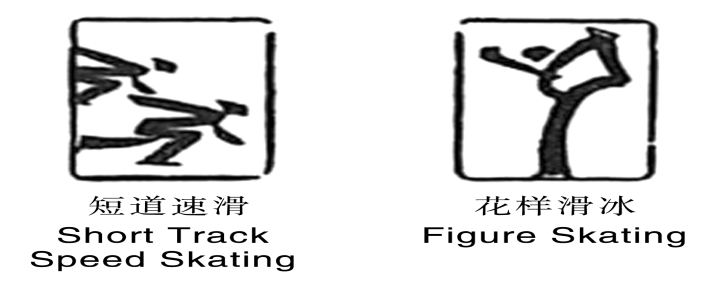 短道速滑
Short Track
Speed Skating
花样滑冰
Figure Skating